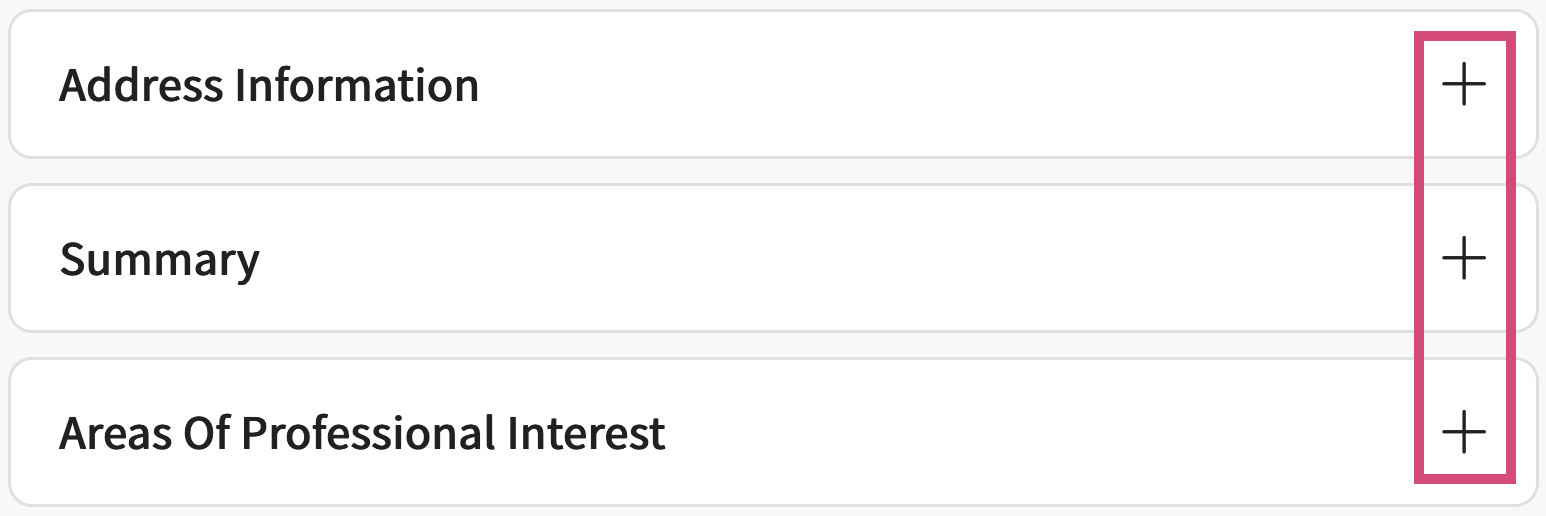 Address Information
Summary
Areas Of Professional Interest